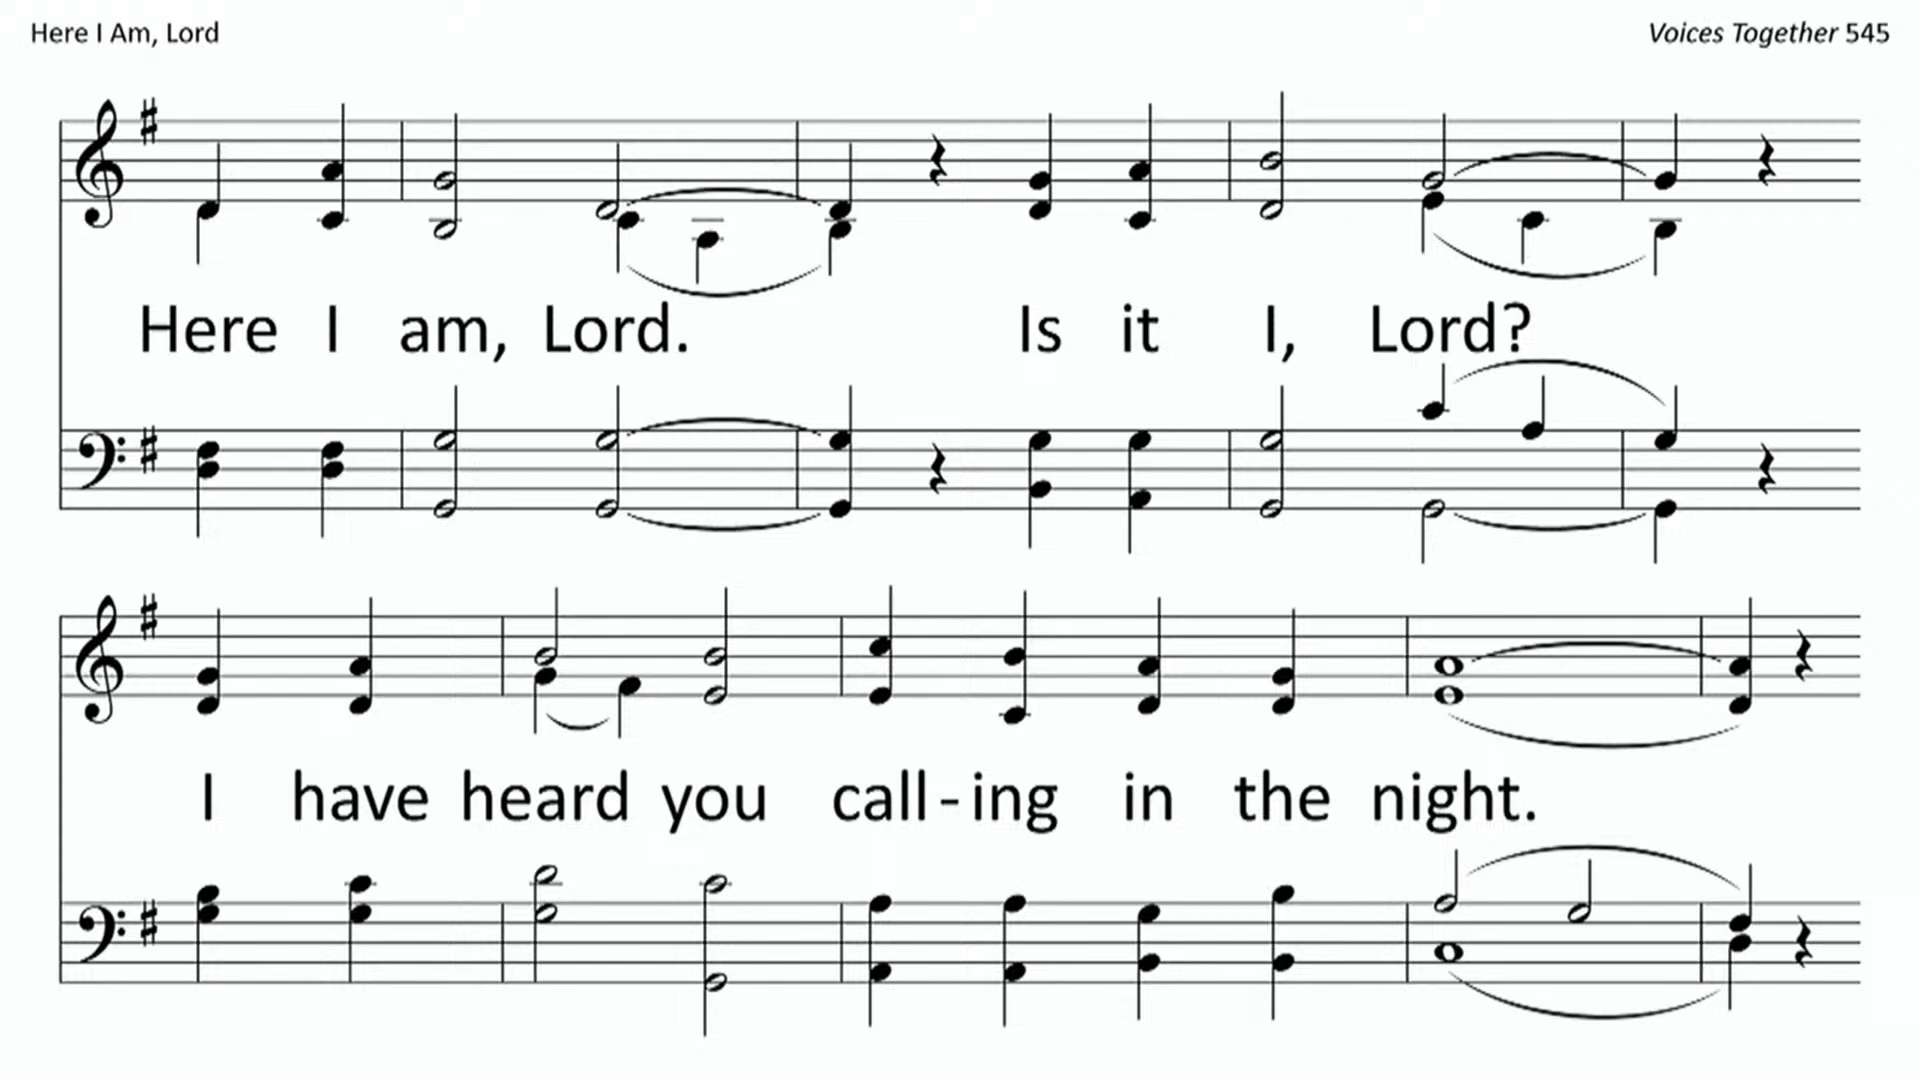 Here I Am, Lord
Voices Together 545
Here I am, Lord. Is it I, Lord?
I have heard you call-ing in the night.